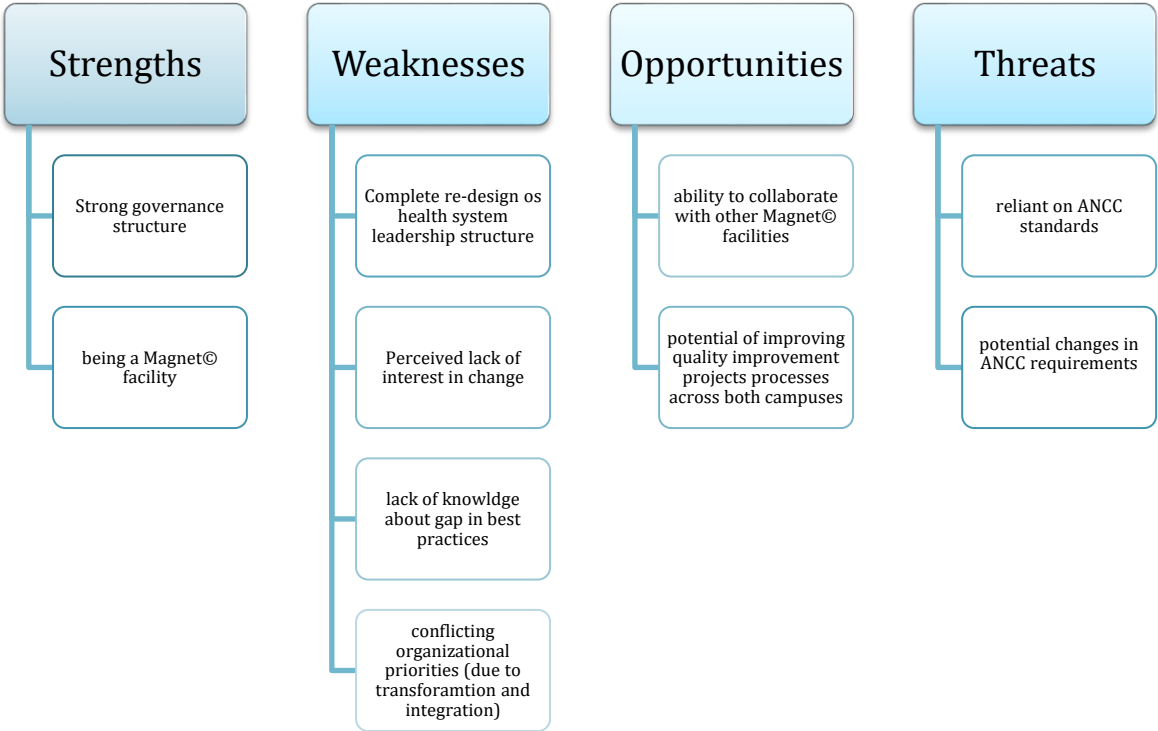 Strengths
Strong governance
structure
being a Magnet©
facility
Weaknesses
Complete re-design os
health system
leadership structure
Perceived lack of
interest in change
lack of knowldge
about gap in best
practices
conflicting
organizational
priorities (due to
transforamtion and
integration)
Opportunities
ability to collaborate
with other Magnet©
facilities
potential of improving
quality improvement
projects processes
across both campuses
Threats
reliant on ANCC
standards
potential changes in
ANCC requirements